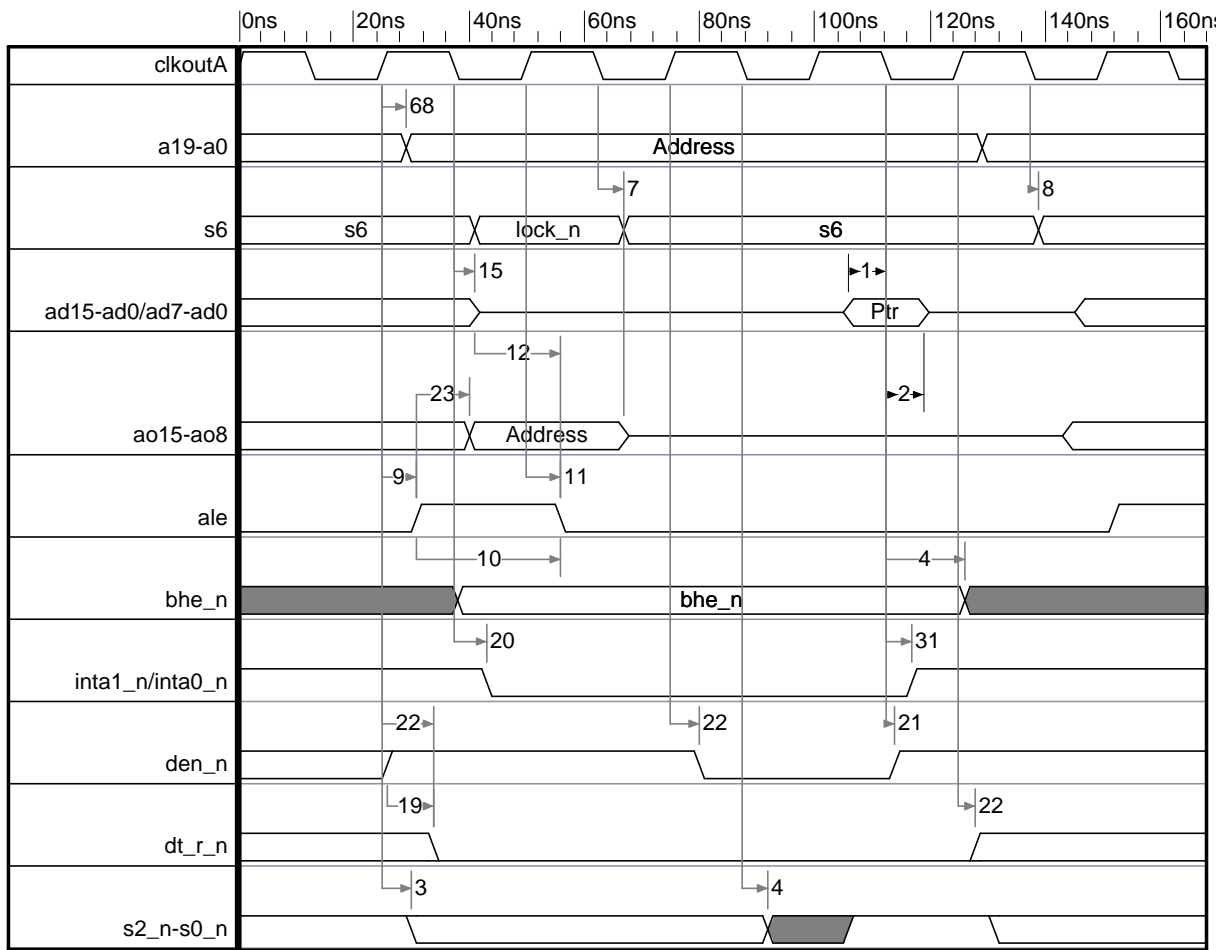 0ns 20ns 40ns 60ns 80ns 100ns 120ns 140ns 160ns
clkoutA
68
a19-a0 Address
7 8
s6 s6 lock_n s6
15 1
ad15-ad0/ad7-ad0 Ptr
12
23 2
ao15-ao8 Address
9 11
ale
10 4
bhe_n bhe_n
20 31
inta1_n/inta0_n
22 22 21
den_n
19 22
dt_r_n
3 4
s2_n-s0_n